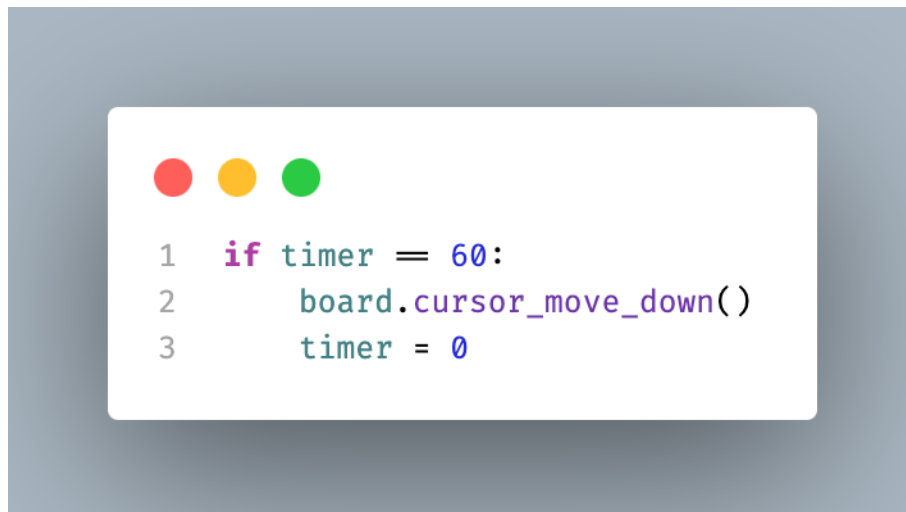 1 if timer == 60:
2 board.cursor_move_down()
3 timer = 0